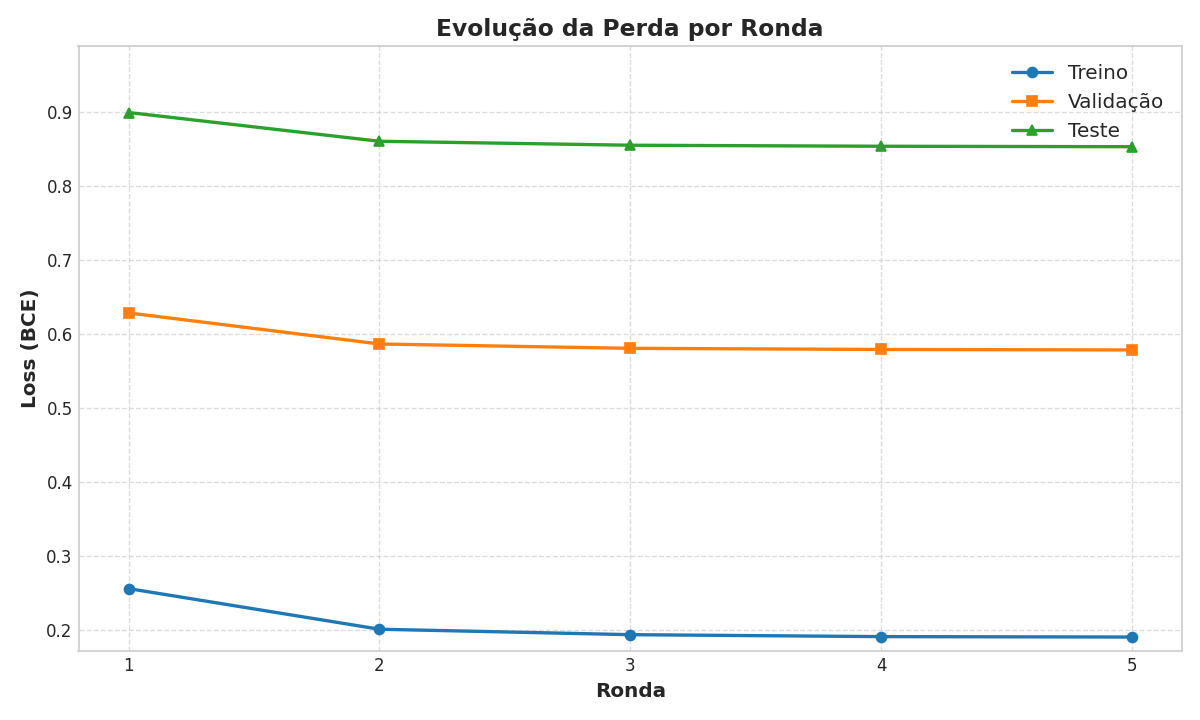 Evolução da Perda por Ronda
Treino
Validação
Teste
Loss (BCE)
0.9
0.8
0.7
0.6
0.5
0.4
0.3
0.2
1 2 3 4 5
Ronda